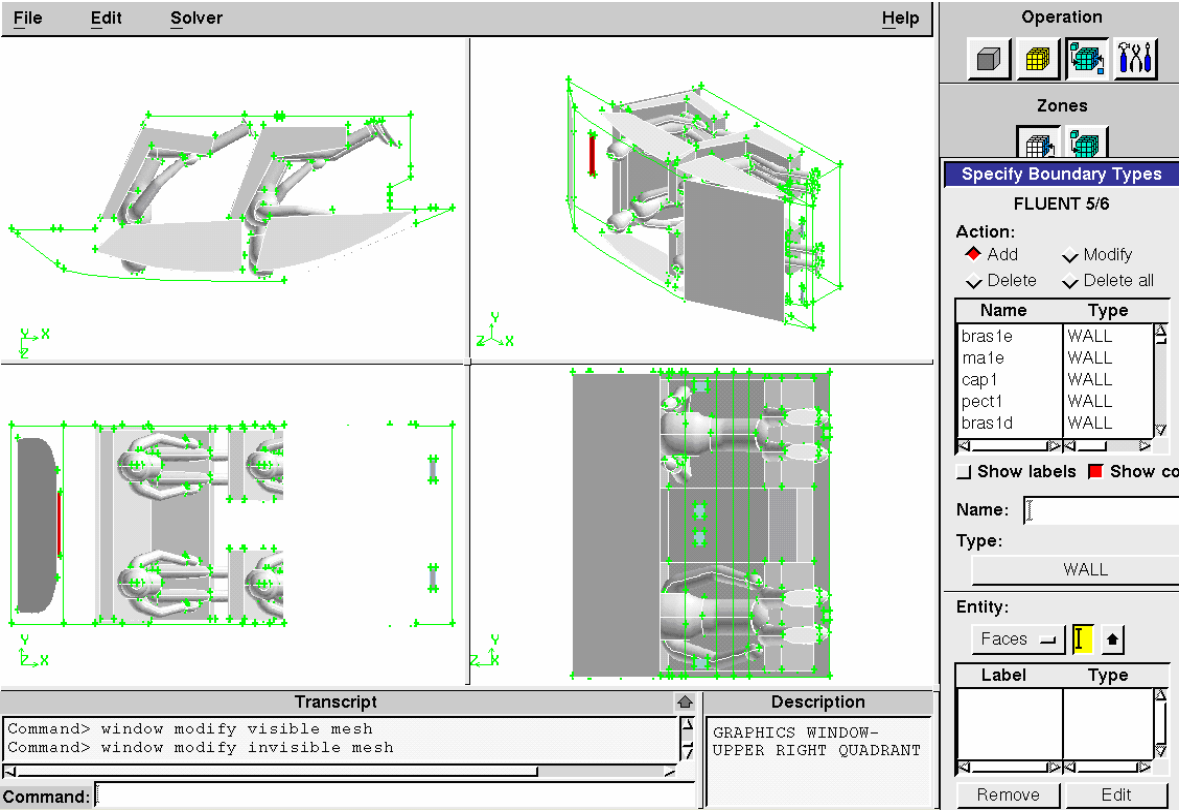 File Edit Solver Help
Operation
Zones
Specify Boundary Types
FLUENT 5/6
Action:
Add Modify
Delete Delete all
Name Type
bras1e WALL
ma1e WALL
cap1 WALL
pect1 WALL
bras1d WALL
Show labels Show co
Name:
Type:
WALL
Entity:
Faces
Label Type
Remove Edit
Y X
Z
Y
Z X
Y
Z X
Y
Z X
Transcript
Command> window modify visible mesh
Command> window modify invisible mesh
Command:
Description
GRAPHICS WINDOW-
UPPER RIGHT QUADRANT